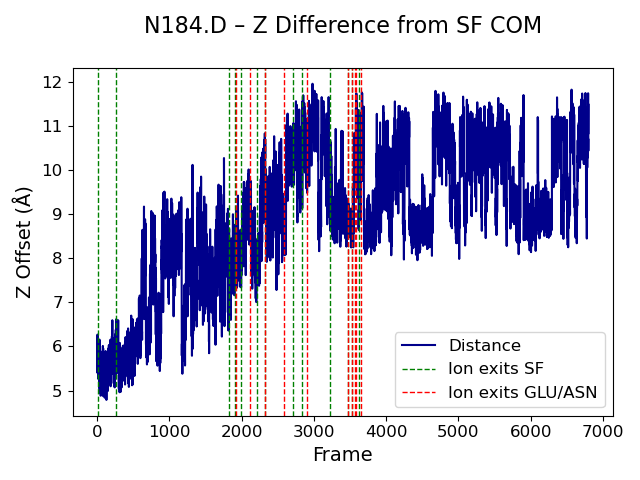 N184.D – Z Difference from SF COM
Z Offset (Å)
12
11
10
9
8
7
6
5
Distance
Ion exits SF
Ion exits GLU/ASN
0 1000 2000 3000 4000 5000 6000 7000
Frame